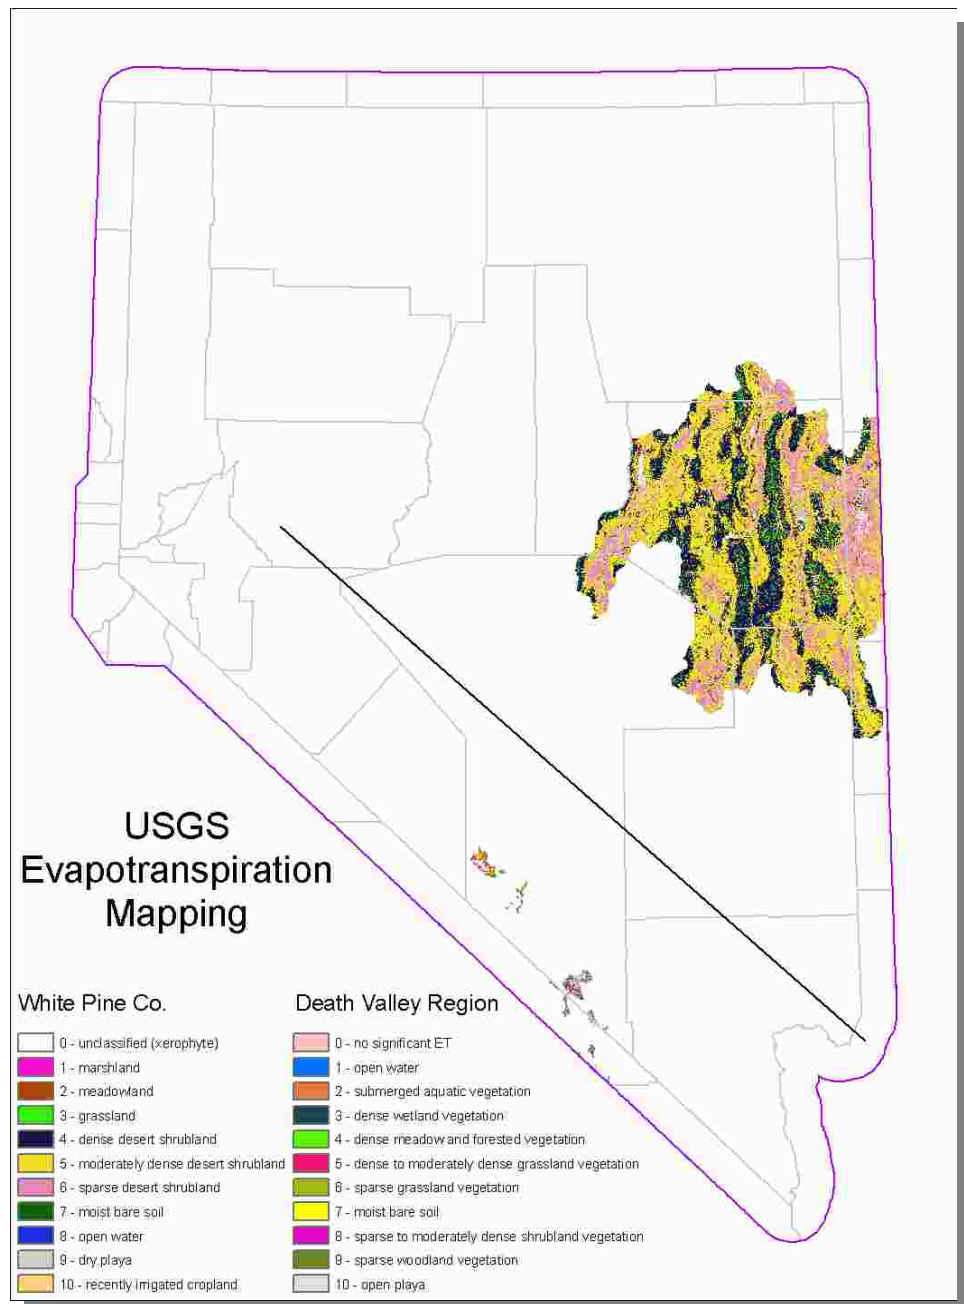 USGS
Evapotranspiration
Mapping
White Pine Co.
0 - unclassified (xerophyte)
1 - marshland
2 - meadowland
3 - grassland
4 - dense desert shrubland
5 - moderately dense desert shrubland
6 - sparse desert shrubland
7 - moist bare soil
8 - open water
9 - dry playa
10 - recently irrigated cropland
Death Valley Region
0 - no significant ET
1 - open water
2 - submerged aquatic vegetation
3 - dense wetland vegetation
4 - dense meadow and forested vegetation
5 - dense to moderately dense grassland vegetation
6 - sparse grassland vegetation
7 - moist bare soil
8 - sparse to moderately dense shrubland vegetation
9 - sparse woodland vegetation
10 - open playa